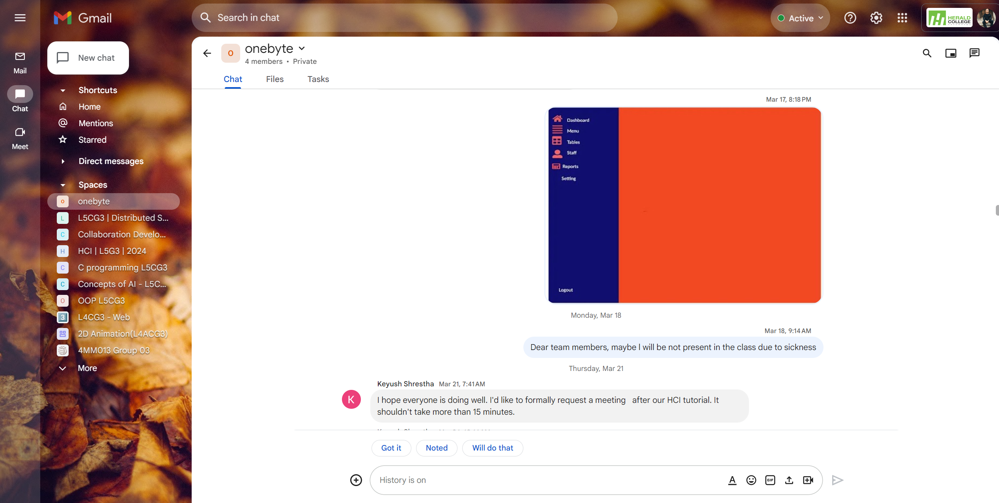 Gmail
Search in chat
Active
HERALD
COLLEGE
Mail
Chat
Meet
New chat
Shortcuts
Home
Mentions
Starred
Direct messages
Spaces
o onebyte
L L5CG3 | Distributed S...
C Collaboration Develo...
H HCI | L5G3 | 2024
C C programming L5CG3
C Concepts of AI - L5C...
O OOP L5CG3
3 L4CG3 - Web
2D Animation(L4ACG3)
4MM013 Group 03
More
o
onebyte
4 members • Private
Chat Files Tasks
Mar 17, 8:18 PM
Dashboard
Menu
Tables
Staff
Reports
Setting
Logout
Monday, Mar 18
Mar 18, 9:14 AM
Dear team members, maybe I will be not present in the class due to sickness
Thursday, Mar 21
Keyush Shrestha Mar 21, 7:41 AM
K
I hope everyone is doing well. I'd like to formally request a meeting after our HCI tutorial. It
shouldn't take more than 15 minutes.
Got it Noted Will do that
History is on
GIF